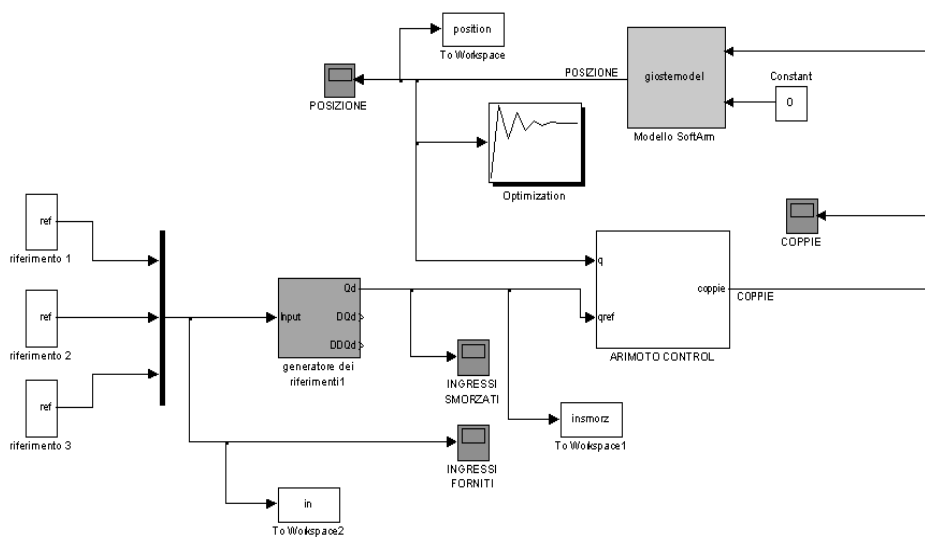 position
To Workspace
POSIZIONE
POSIZIONE
giostemodel
Modello SoftArm
Constant
0
Optimization
COPPIE
ref
riferimento 1
ref
riferimento 2
ref
riferimento 3
Input
Qd
DQd
DDQd
generatore dei
riferimenti1
q
qref
coppie
ARIMOTO CONTROL
COPPIE
INGRESSI
SMORZATI
insmorz
To Workspace1
INGRESSI
FORNITI
in
To Workspace2